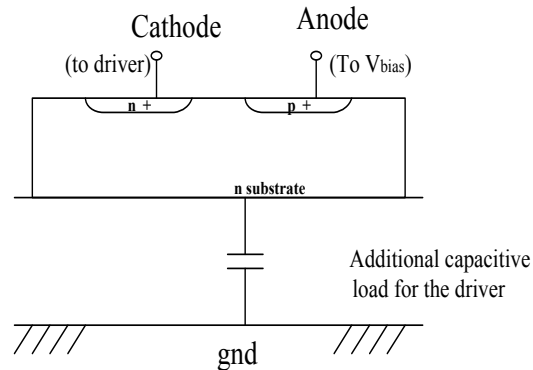 Cathode
Anode
(to driver)
(To Vbias)
n +
p +
n substrate
Additional capacitive
load for the driver
gnd